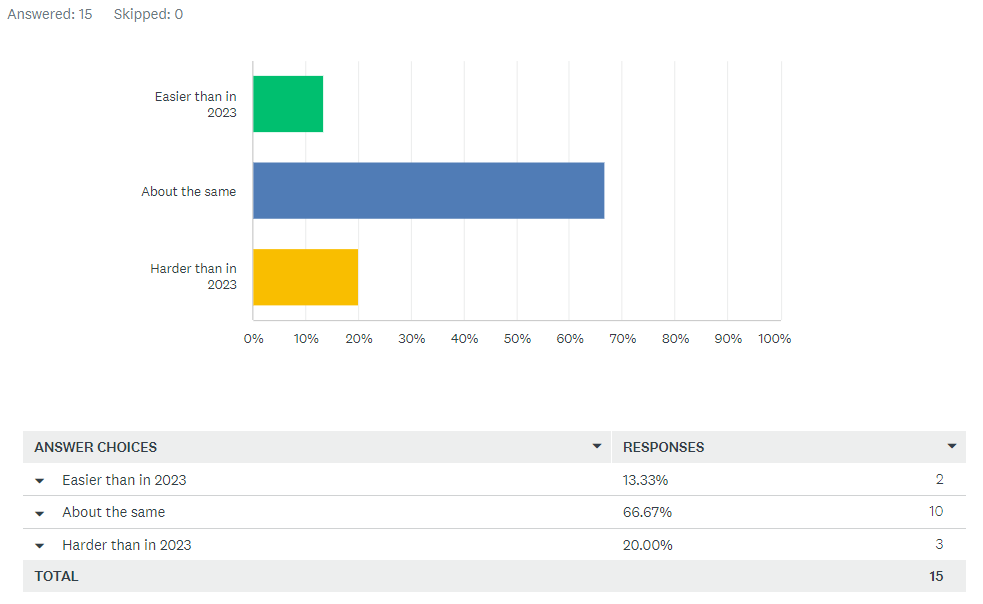 Answered: 15 Skipped: 0
Easier than in
2023
About the same
Harder than in
2023
0% 10% 20% 30% 40% 50% 60% 70% 80% 90% 100%
ANSWER CHOICES RESPONSES
Easier than in 2023 13.33% 2
About the same 66.67% 10
Harder than in 2023 20.00% 3
TOTAL 15